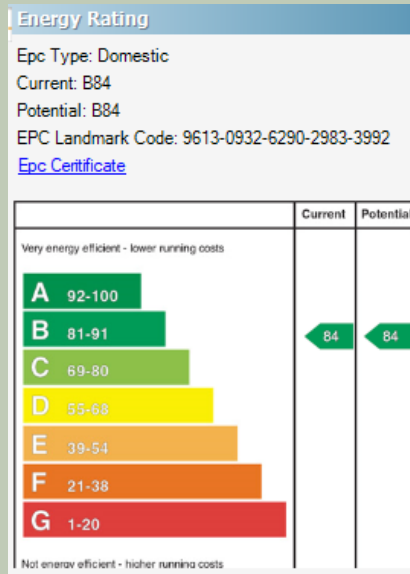 Energy Rating
Epc Type: Domestic
Current: B84
Potential: B84
EPC Landmark Code: 9613-0932-6290-2983-3992
Epc Ceritificate
Current Potential
Very energy efficient - lower running costs
A 92-100
B 81-91 84 84
C 69-80
D 55-68
E 39-54
F 21-38
G 1-20
Not energy efficient - higher running costs